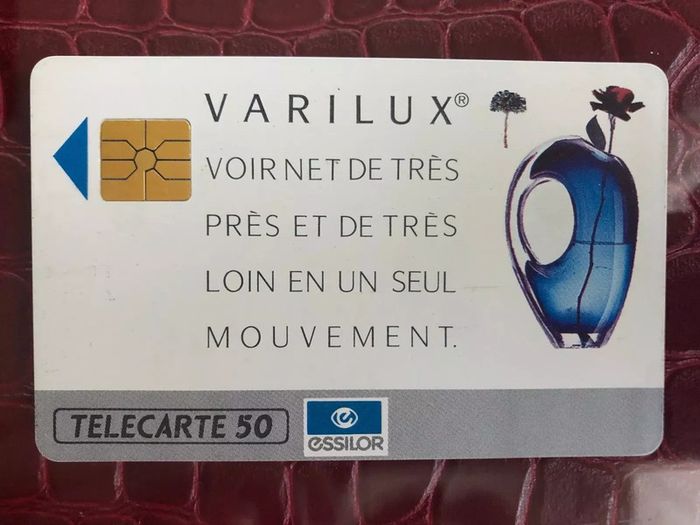 VARILUX®
VOIR NET DE TRÈS
PRÈS ET DE TRÈS
LOIN EN UN SEUL
MOUVEMENT.
TELECARTE 50
essilor